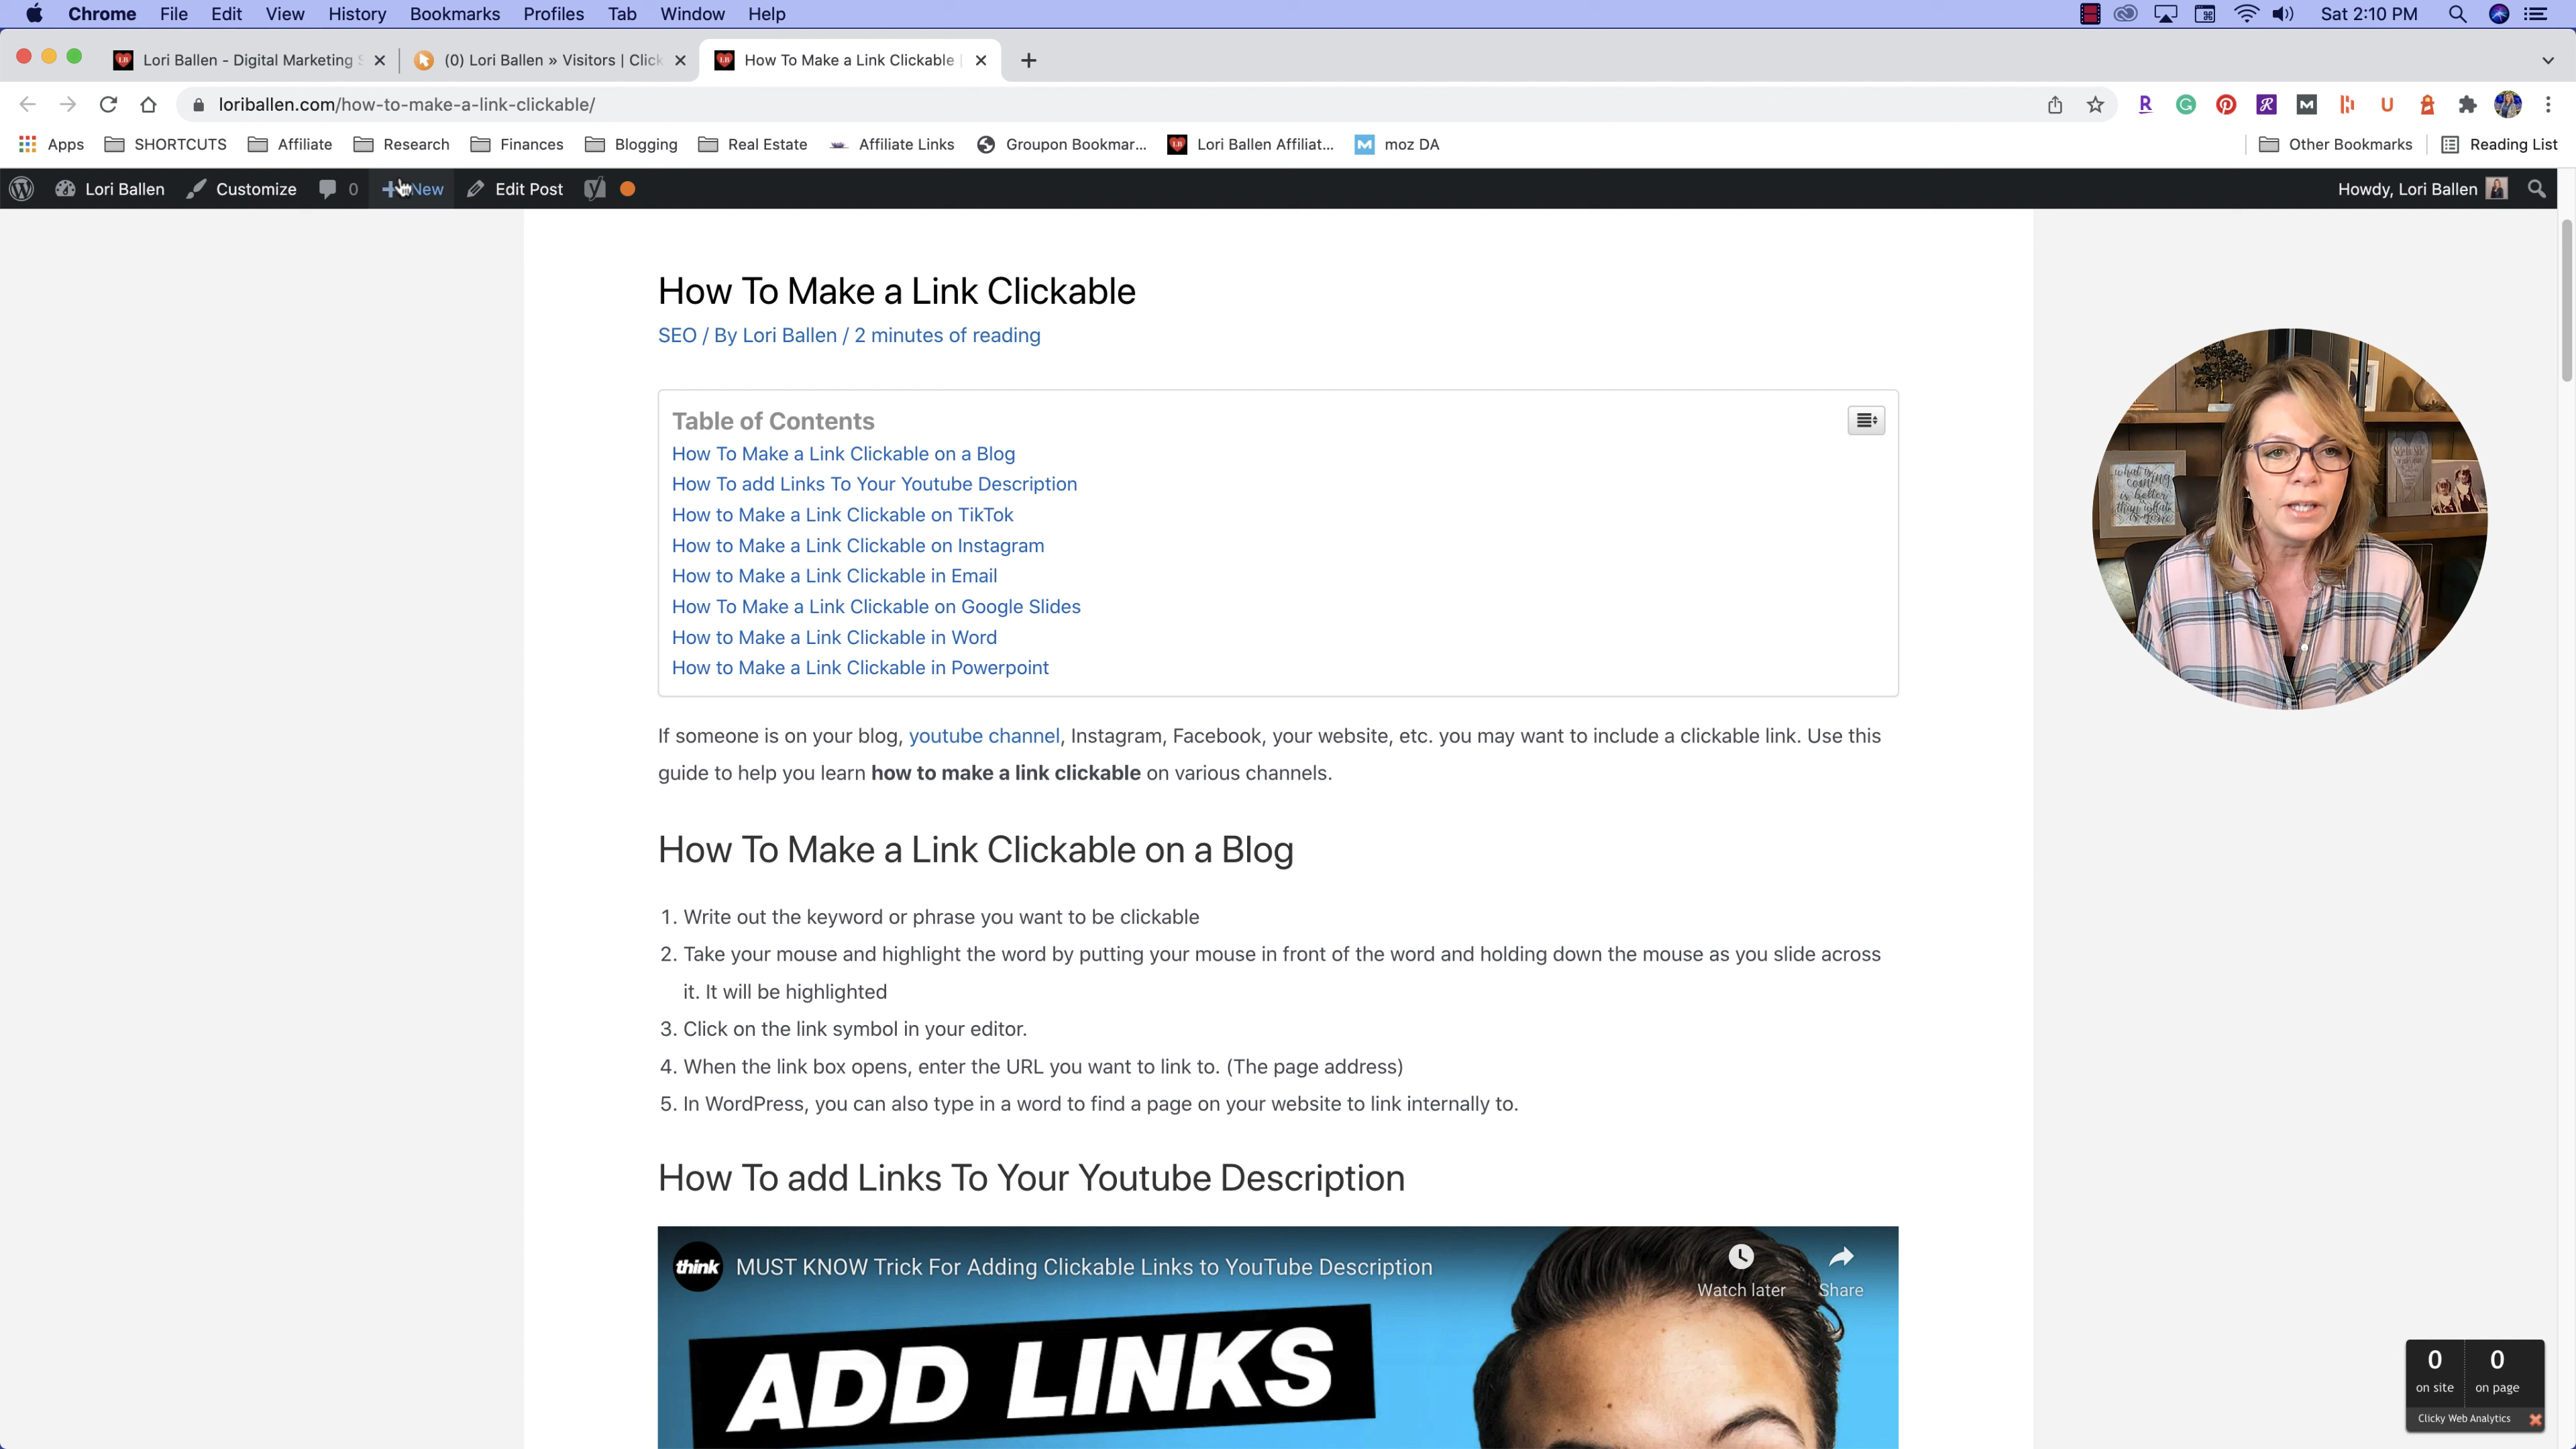 Chrome File Edit View History Bookmarks Profiles Tab Window Help Sat 2:10 PM
Lori Ballen - Digital Marketing S (0) Lori Ballen » Visitors | Click How To Make a Link Clickable |
loriballen.com/how-to-make-a-link-clickable/
Apps SHORTCUTS Affiliate Research Finances Blogging Real Estate Affiliate Links Groupon Bookmar... Lori Ballen Affiliat... moz DA Other Bookmarks Reading List
Lori Ballen Customize 0 New Edit Post Howdy, Lori Ballen
How To Make a Link Clickable
SEO / By Lori Ballen / 2 minutes of reading
Table of Contents
How To Make a Link Clickable on a Blog
How To add Links To Your Youtube Description
How to Make a Link Clickable on TikTok
How to Make a Link Clickable on Instagram
How to Make a Link Clickable in Email
How To Make a Link Clickable on Google Slides
How to Make a Link Clickable in Word
How to Make a Link Clickable in Powerpoint
what is
coming
is better
than what
If someone is on your blog, youtube channel, Instagram, Facebook, your website, etc. you may want to include a clickable link. Use this
guide to help you learn how to make a link clickable on various channels.
How To Make a Link Clickable on a Blog
1. Write out the keyword or phrase you want to be clickable
2. Take your mouse and highlight the word by putting your mouse in front of the word and holding down the mouse as you slide across
it. It will be highlighted
3. Click on the link symbol in your editor.
4. When the link box opens, enter the URL you want to link to. (The page address)
5. In WordPress, you can also type in a word to find a page on your website to link internally to.
How To add Links To Your Youtube Description
think MUST KNOW Trick For Adding Clickable Links to YouTube Description
Watch later Share
ADD LINKS
0 0
on site on page
Clicky Web Analytics